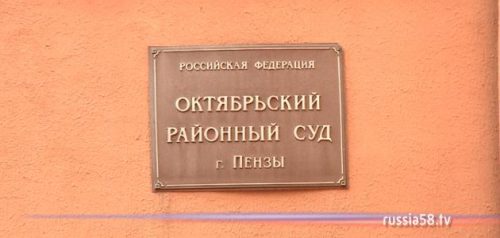 РОССИЙСКАЯ ФЕДЕРАЦИЯ
ОКТЯБРЬСКИЙ
РАЙОННЫЙ СУД
г. ПЕНЗЫ
russia58.tv